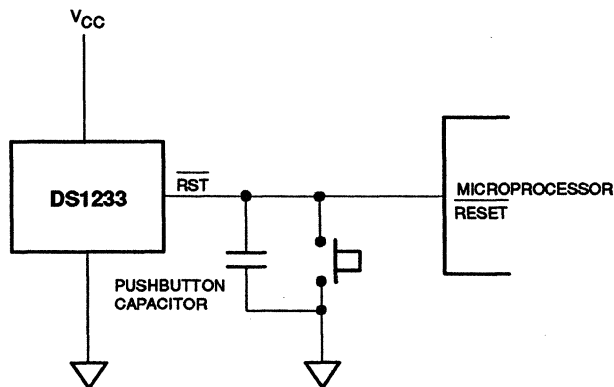 VCC
DS1233
RST
MICROPROCESSOR
RESET
PUSHBUTTON
CAPACITOR